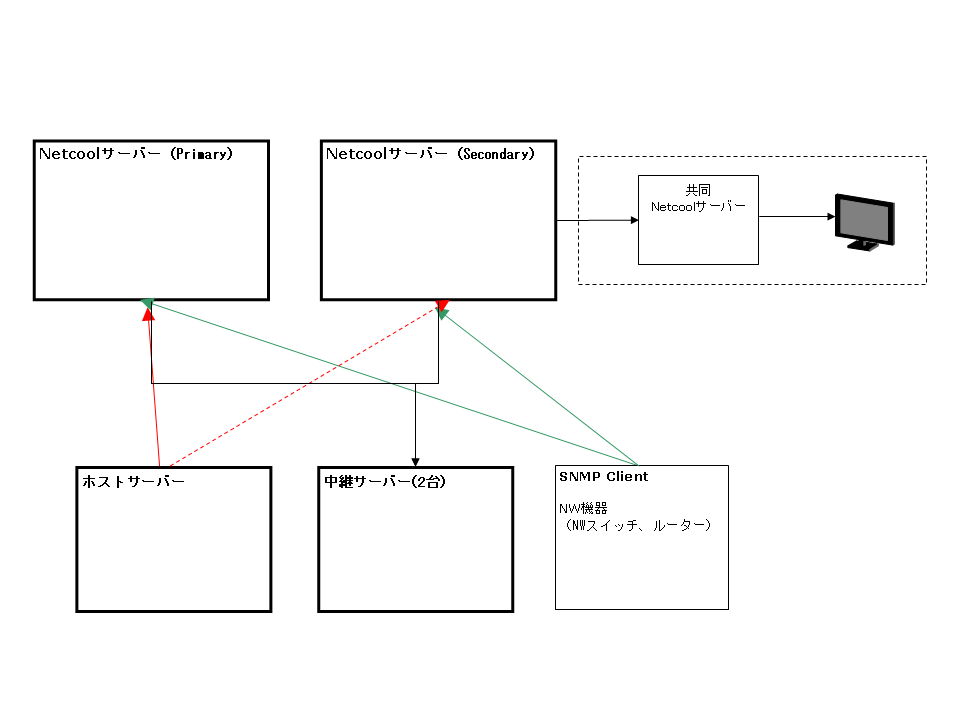 Netcoolサーバー（Primary）
Netcoolサーバー（Secondary）
共同
Netcoolサーバー
ホストサーバー
中継サーバー(2台)
SNMP Client
NW機器
（NWスイッチ、ルーター）